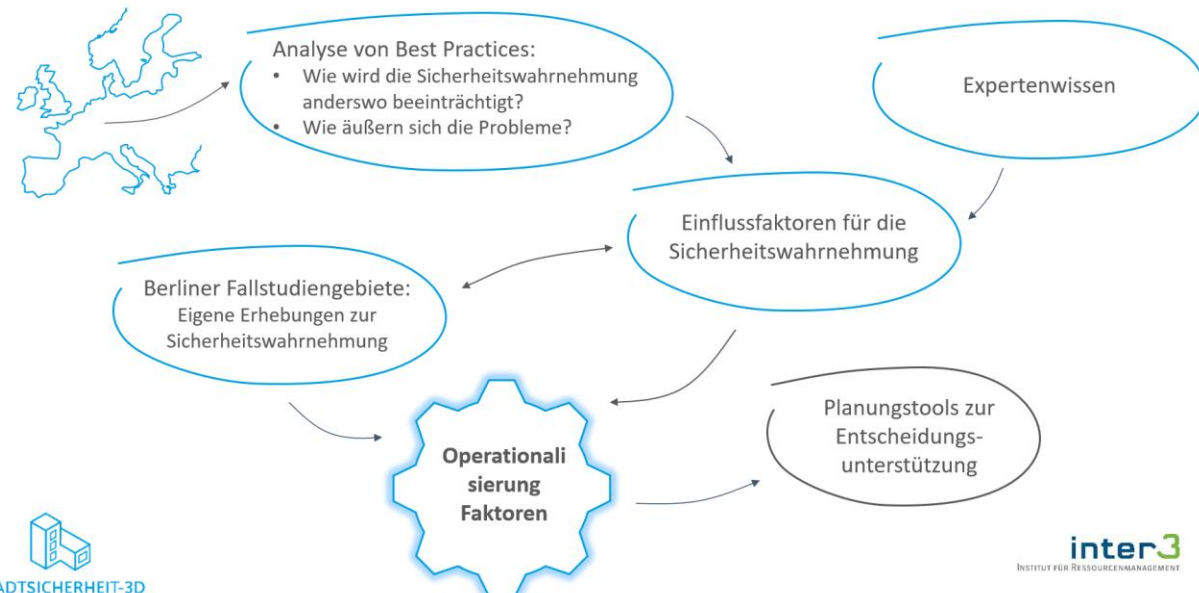 Analyse von Best Practices:
• Wie wird die Sicherheitswahrnehmung
anderswo beeinträchtigt?
• Wie äußern sich die Probleme?
Expertenwissen
Einflussfaktoren für die
Sicherheitswahrnehmung
Berliner Fallstudiengebiete:
Eigene Erhebungen zur
Sicherheitswahrnehmung
Operationali
sierung
Faktoren
Planungstools zur
Entscheidungs-
unterstützung
ADTSICHERHEIT-3D
inter3
INSTITUT FÜR RESSOURCENMANAGEMENT